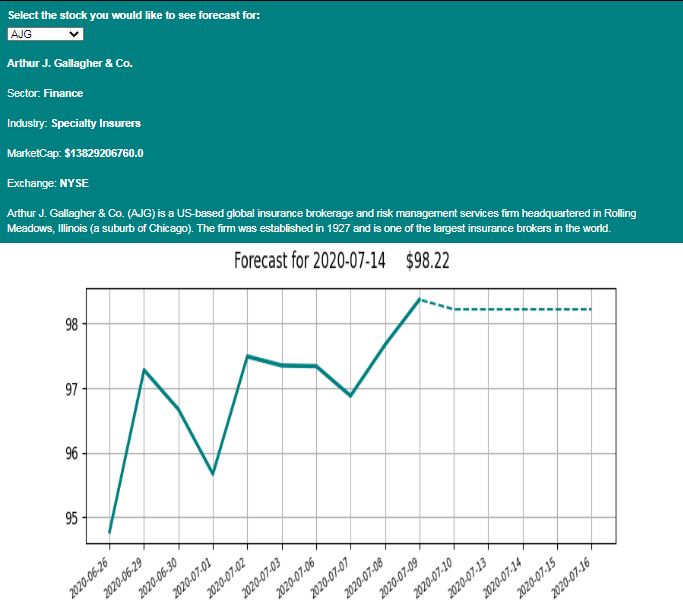 Select the stock you would like to see forecast for:
AJG
Arthur J. Gallagher & Co.
Sector: Finance
Industry: Specialty Insurers
MarketCap: $13829206760.0
Exchange: NYSE
Arthur J. Gallagher & Co. (AJG) is a US-based global insurance brokerage and risk management services firm headquartered in Rolling
Meadows, Illinois (a suburb of Chicago). The firm was established in 1927 and is one of the largest insurance brokers in the world.
Forecast for 2020-07-14 $98.22
98
97
96
95
2020-06-26
2020-06-29
2020-06-30
2020-07-01
2020-07-02
2020-07-03
2020-07-06
2020-07-07
2020-07-08
2020-07-09
2020-07-10
2020-07-13
2020-07-14
2020-07-15
2020-07-16